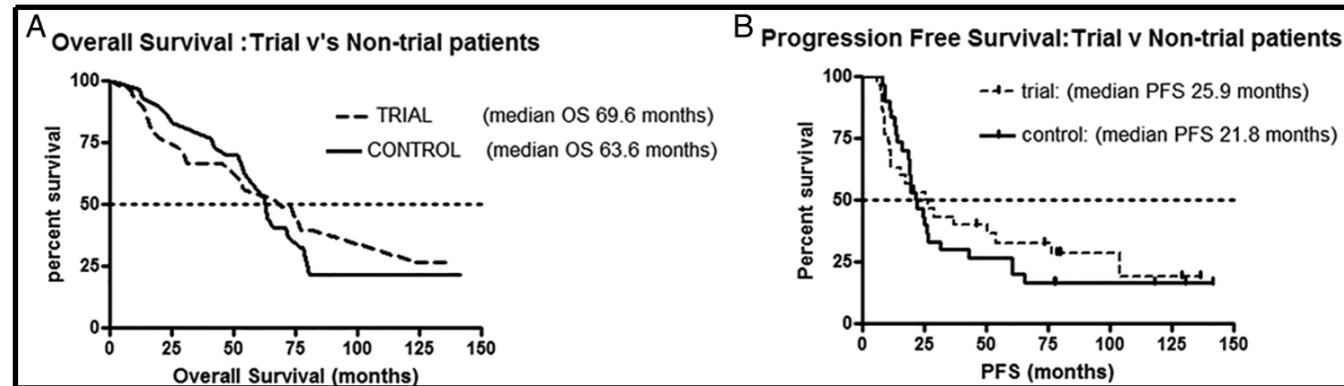 A Overall Survival :Trial v's Non-trial patients
percent survival
100
75
50
25
0
TRIAL (median OS 69.6 months)
CONTROL (median OS 63.6 months)
0 25 50 75 100 125 150
Overall Survival (months)
B Progression Free Survival:Trial v Non-trial patients
Percent survival
100
75
50
25
0
trial: (median PFS 25.9 months)
control: (median PFS 21.8 months)
0 25 50 75 100 125 150
PFS (months)